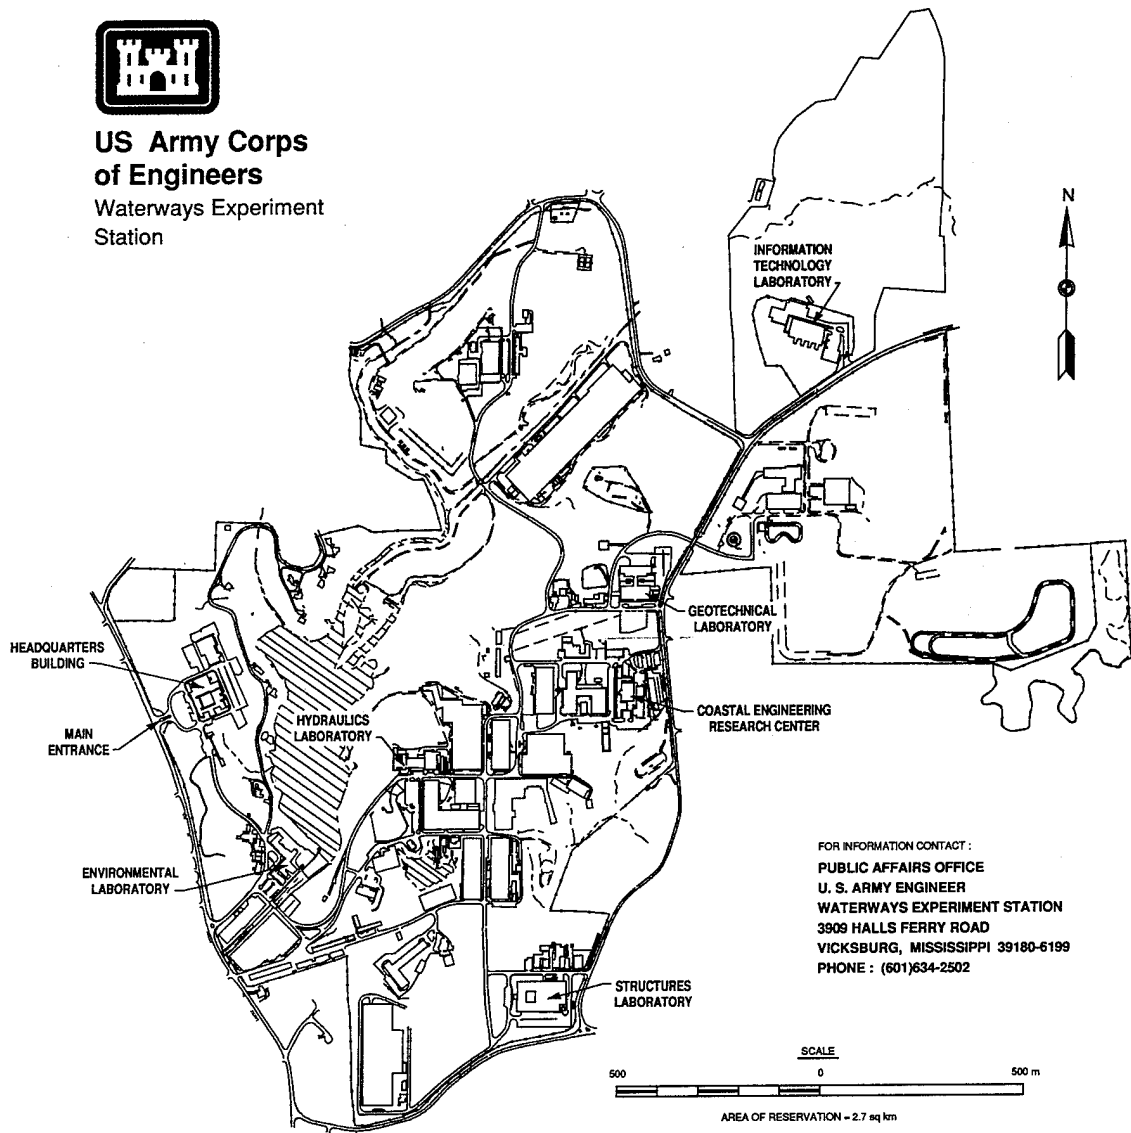 US Army Corps
of Engineers
Waterways Experiment
Station
N
INFORMATION
TECHNOLOGY
LABORATORY
GEOTECHNICAL
LABORATORY
HEADQUARTERS
BUILDING
MAIN
ENTRANCE
HYDRAULICS
LABORATORY
COASTAL ENGINEERING
RESEARCH CENTER
ENVIRONMENTAL
LABORATORY
STRUCTURES
LABORATORY
FOR INFORMATION CONTACT :
PUBLIC AFFAIRS OFFICE
U. S. ARMY ENGINEER
WATERWAYS EXPERIMENT STATION
3909 HALLS FERRY ROAD
VICKSBURG, MISSISSIPPI 39180-6199
PHONE : (601)634-2502
SCALE
500 0 500 m
AREA OF RESERVATION = 2.7 sq km